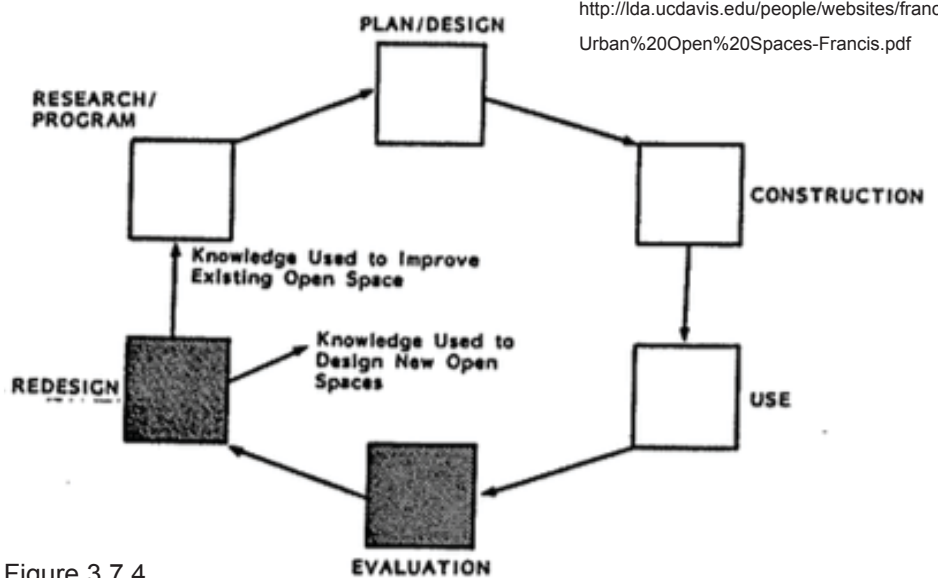 http://lda.ucdavis.edu/people/websites/franc
Urban%20Open%20Spaces-Francis.pdf
PLAN/DESIGN
RESEARCH/
PROGRAM
CONSTRUCTION
Knowledge Used to Improve
Existing Open Space
Knowledge Used to
Design New Open
Spaces
REDESIGN
USE
EVALUATION
Figure 3.7.4